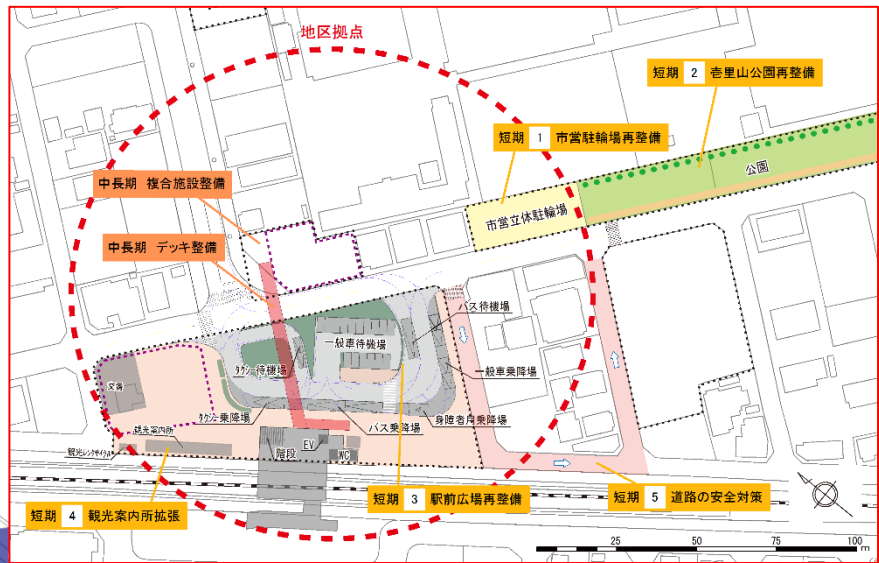 地区拠点
短期 2 壱里山公園再整備
短期 1 市営駐輪場再整備
公園
中長期 複合施設整備
市営立体駐輪場
中長期 デッキ整備
バス待機場
一般車待機場
タクシー待機場
一般車乗降場
交番
タクシー乗降場
身障者用乗降場
バス乗降場
観光案内所
EV
階段
観光レンタサイクル
WC
短期 3 駅前広場再整備
短期 5 道路の安全対策
短期 4 観光案内所拡張
25 50 75 100
m